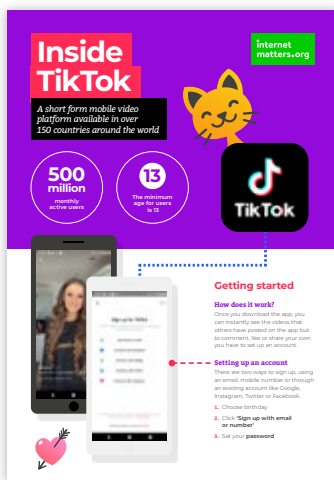 Inside
TikTok
A short form mobile video
platform available in over
150 countries around the world
internet
matters.org
500
million
monthly
active users
13
The minimum
age for users
is 13
TikTok
Sign up for TikTok
Getting started
How does it work?
Once you download the app, you
can instantly see the videos that
others have posted on the app but
to comment, like or share your own
you have to set up an account.
Setting up an account
There are two ways to sign up, using
an email, mobile number or through
an existing account like Google,
Instagram, Twitter or Facebook.
1. Choose birthday
2. Click 'Sign up with email
or number'
3. Set your password